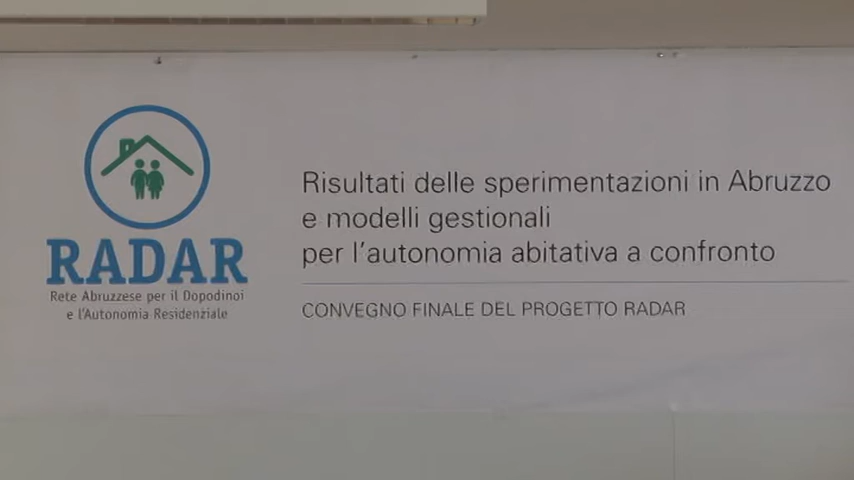 RADAR
Rete Abruzzese per il Dopodinoi
e l'Autonomia Residenziale
Risultati delle sperimentazioni in Abruzzo
e modelli gestionali
per l'autonomia abitativa a confronto
CONVEGNO FINALE DEL PROGETTO RADAR